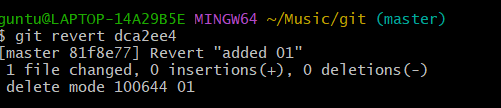 guntu@LAPTOP-14A29B5E MINGW64 ~/Music/git (master)
$ git revert dca2ee4
[master 81f8e77] Revert "added 01"
 1 file changed, 0 insertions(+), 0 deletions(-)
 delete mode 100644 01